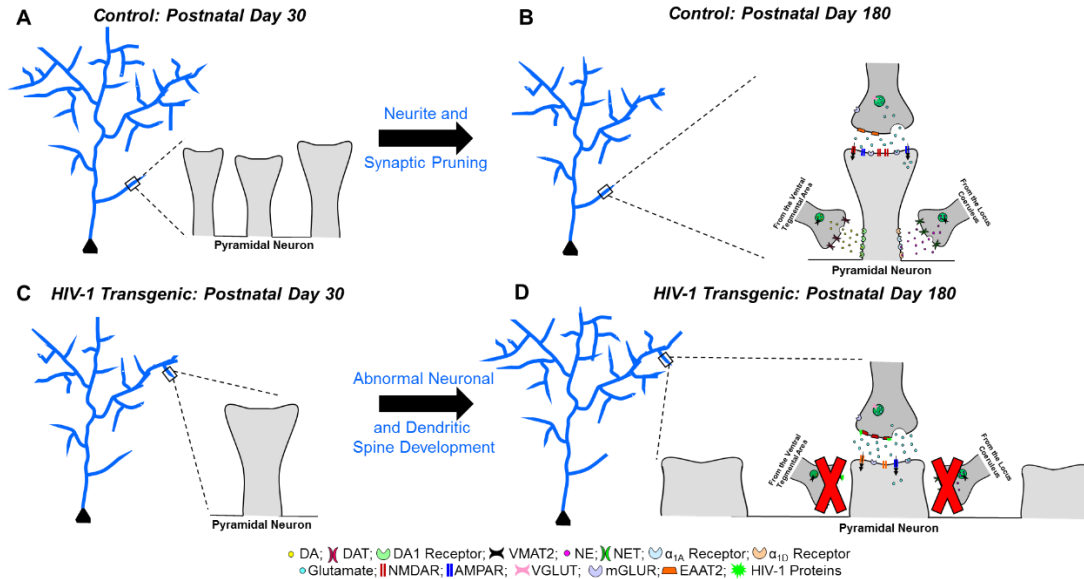 A
Control: Postnatal Day 30
Neurite and
Synaptic Pruning
Pyramidal Neuron
B
Control: Postnatal Day 180
From the Ventral
Tegmental Area
From the Locus
Coeruleus
Pyramidal Neuron
C
HIV-1 Transgenic: Postnatal Day 30
Abnormal Neuronal
and Dendritic
Spine Development
Pyramidal Neuron
D
HIV-1 Transgenic: Postnatal Day 180
From the Ventral
Tegmental Area
From the Locus
Coeruleus
Pyramidal Neuron
DA; DAT; DA1 Receptor; VMAT2; NE; NET; α1A Receptor; α1D Receptor
Glutamate; NMDAR; AMPAR; VGLUT; mGLUR; EAAT2; HIV-1 Proteins